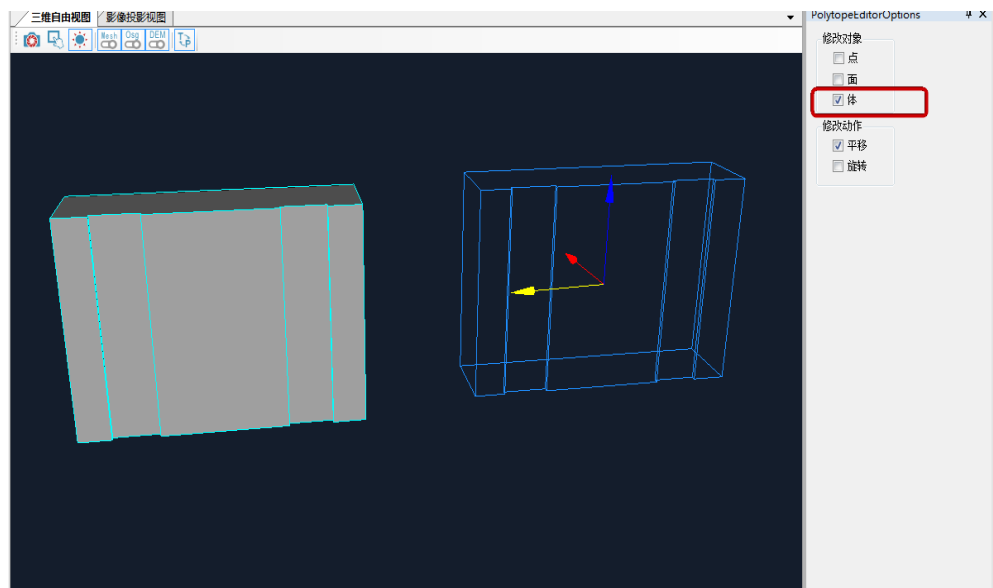 三维自由视图 影像投影视图
PolytopeEditorOptions
Mesh Osg DEM T P
修改对象
点
面
体
修改动作
平移
旋转